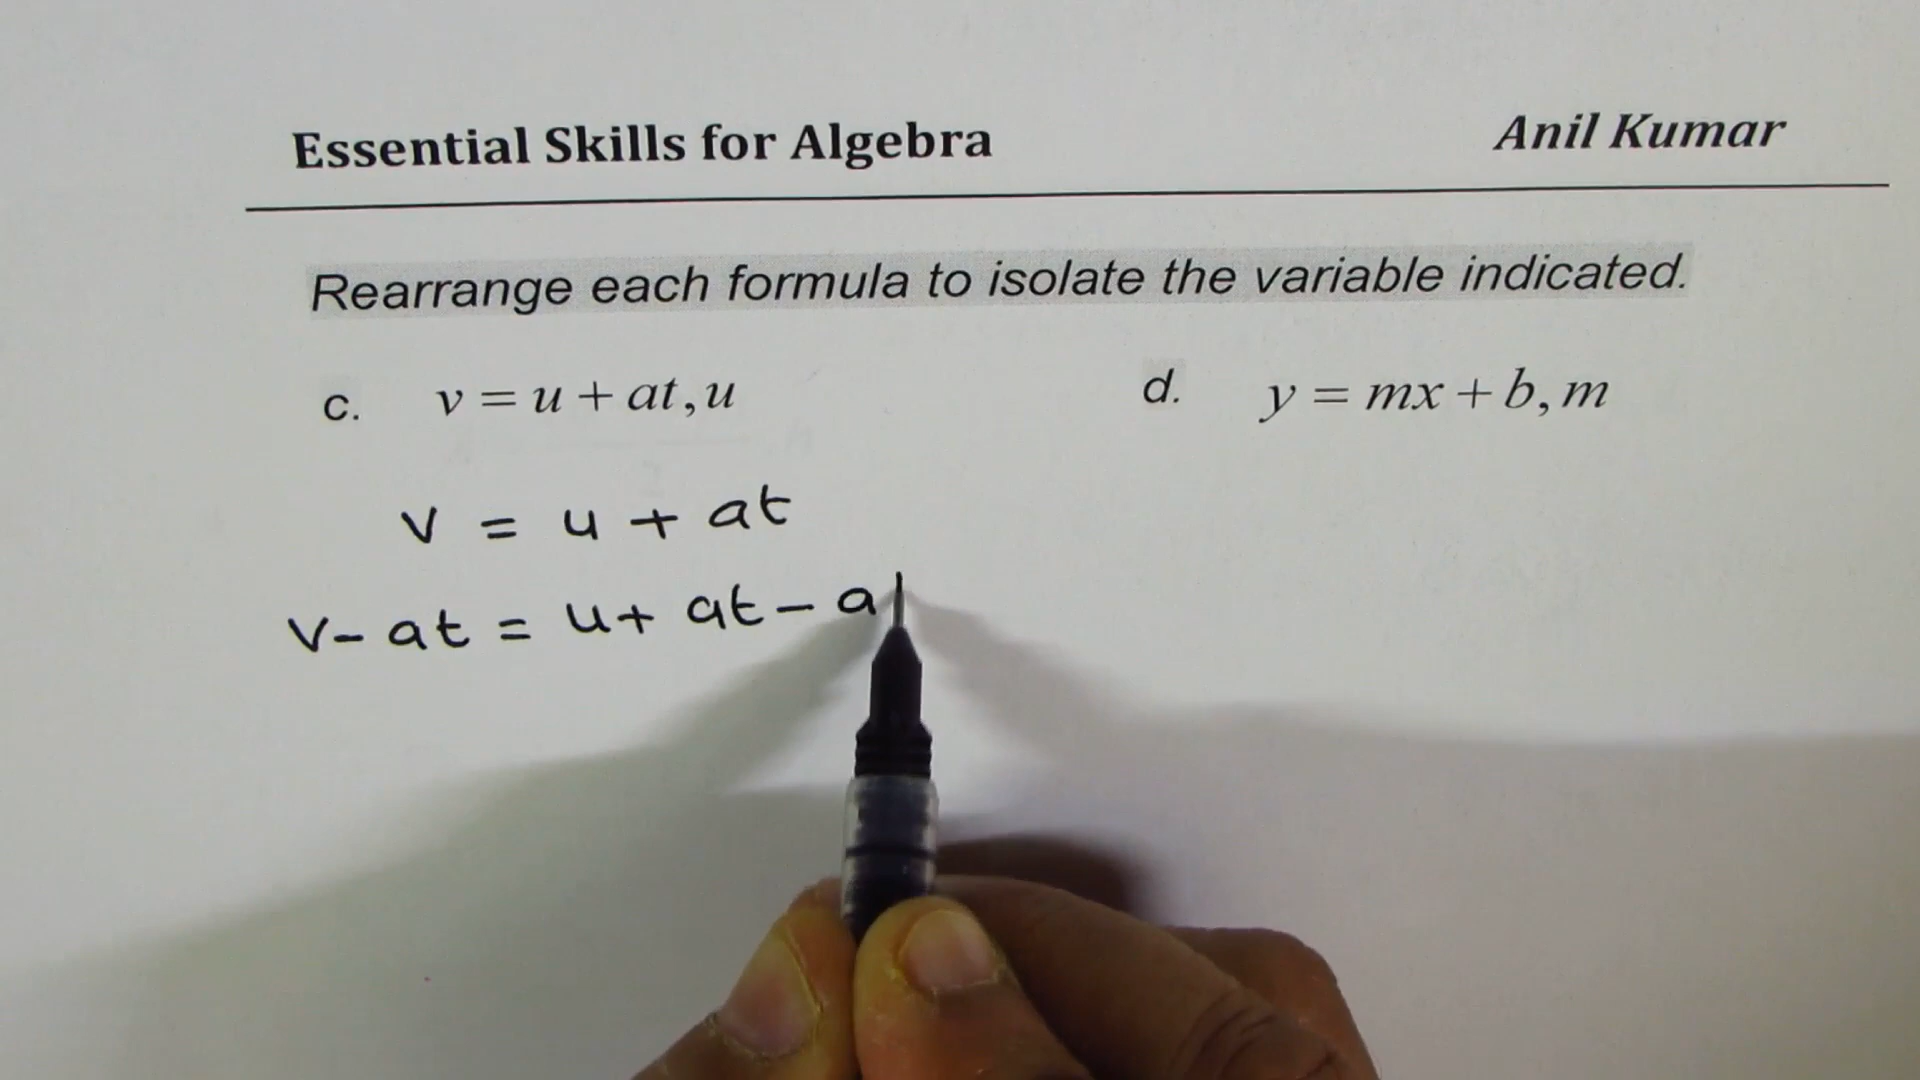 Essential Skills for Algebra Anil Kumar
Rearrange each formula to isolate the variable indicated.
c. v = u + at, u d. y = mx + b, m
v = u + at
v - at = u + at - a